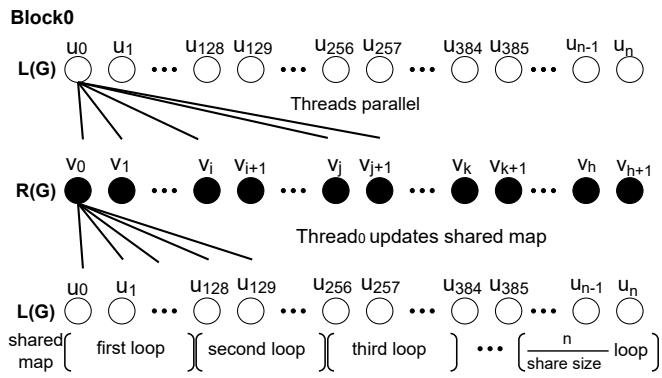 Block0
u0 u1 u128 u129 u256 u257 u384 u385 un-1 un
L(G) ... ... ... ... ...
Threads parallel
v0 v1 vi vi+1 vj vj+1 vk vk+1 vh vh+1
R(G) ... ... ... ... ...
Thread0 updates shared map
u0 u1 u128 u129 u256 u257 u384 u385 un-1 un
L(G) ... ... ... ... ...
shared map ( first loop ) ( second loop ) ( third loop ) ... ( n / share size loop )